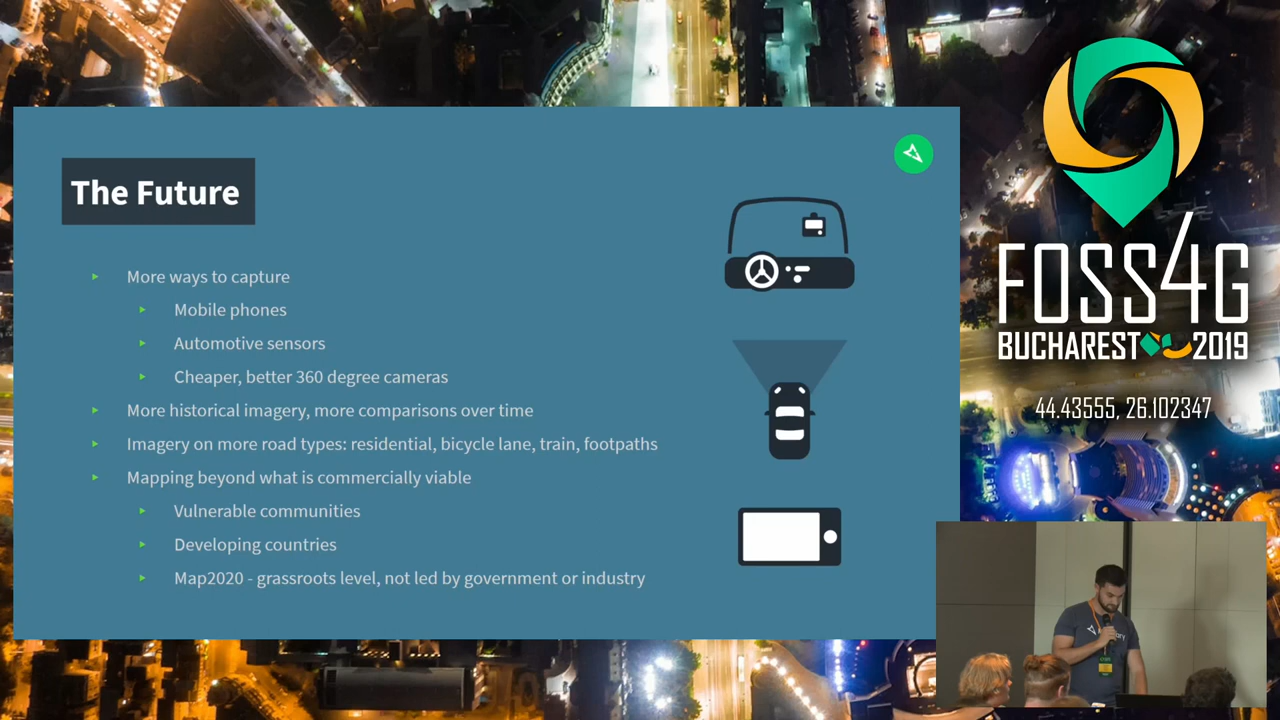 The Future
More ways to capture
Mobile phones
Automotive sensors
Cheaper, better 360 degree cameras
More historical imagery, more comparisons over time
Imagery on more road types: residential, bicycle lane, train, footpaths
Mapping beyond what is commercially viable
Vulnerable communities
Developing countries
Map2020 - grassroots level, not led by government or industry
FOSS4G
BUCHAREST 2019
44.43555, 26.102347